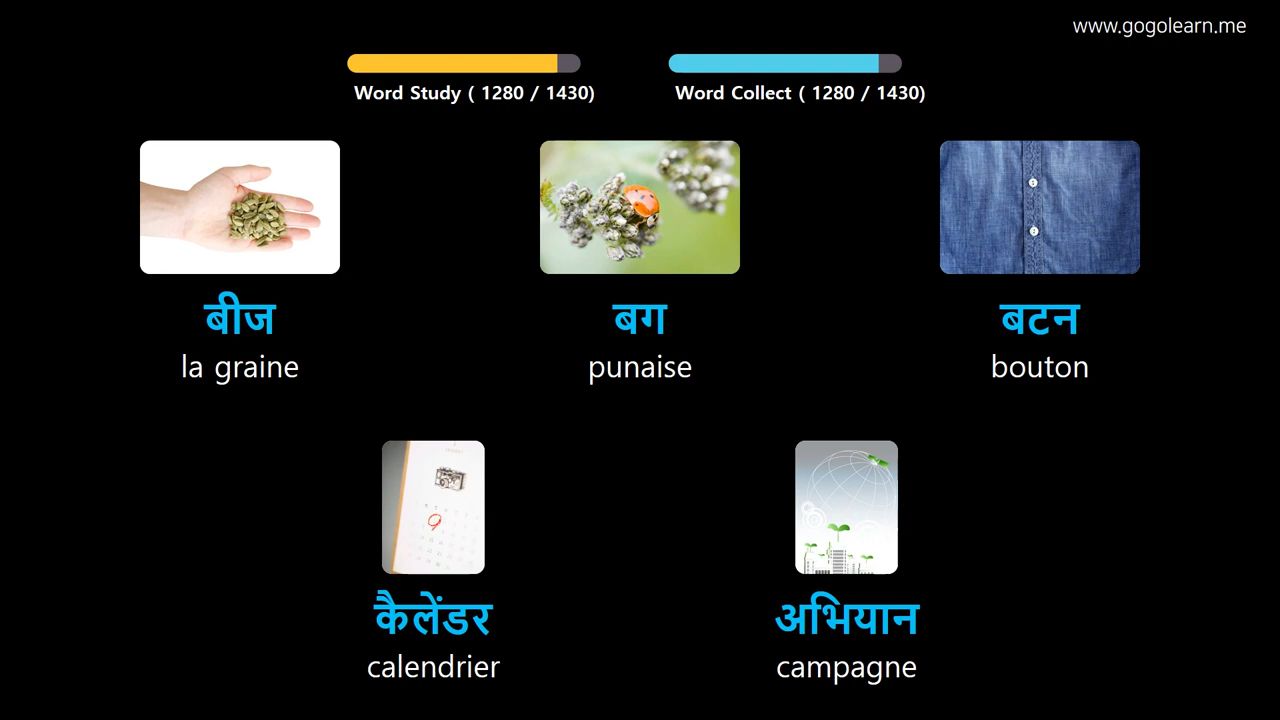 www.gogolearn.me
Word Study ( 1280 / 1430)
Word Collect ( 1280 / 1430)
बीज
la graine
बग
punaise
बटन
bouton
कैलेंडर
calendrier
अभियान
campagne